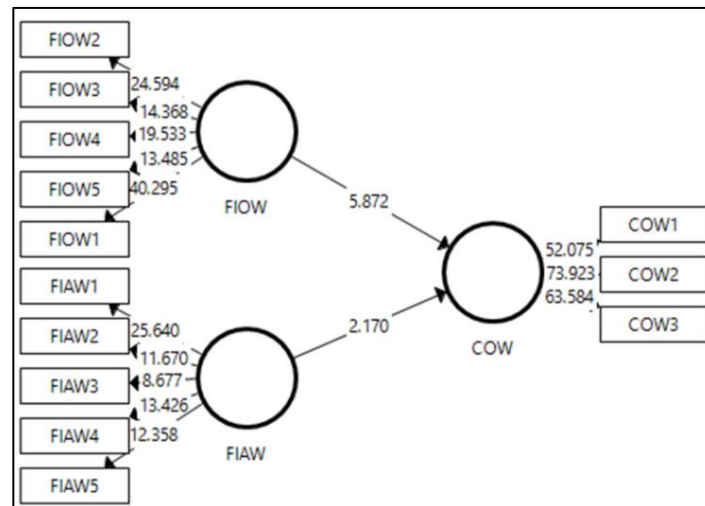 FIOW2
FIOW3
FIOW4
FIOW5
FIOW1
24.594
14.368
19.533
13.485
40.295
FIOW
5.872
FIAW1
FIAW2
FIAW3
FIAW4
FIAW5
25.640
11.670
8.677
13.426
12.358
FIAW
2.170
COW
52.075
73.923
63.584
COW1
COW2
COW3